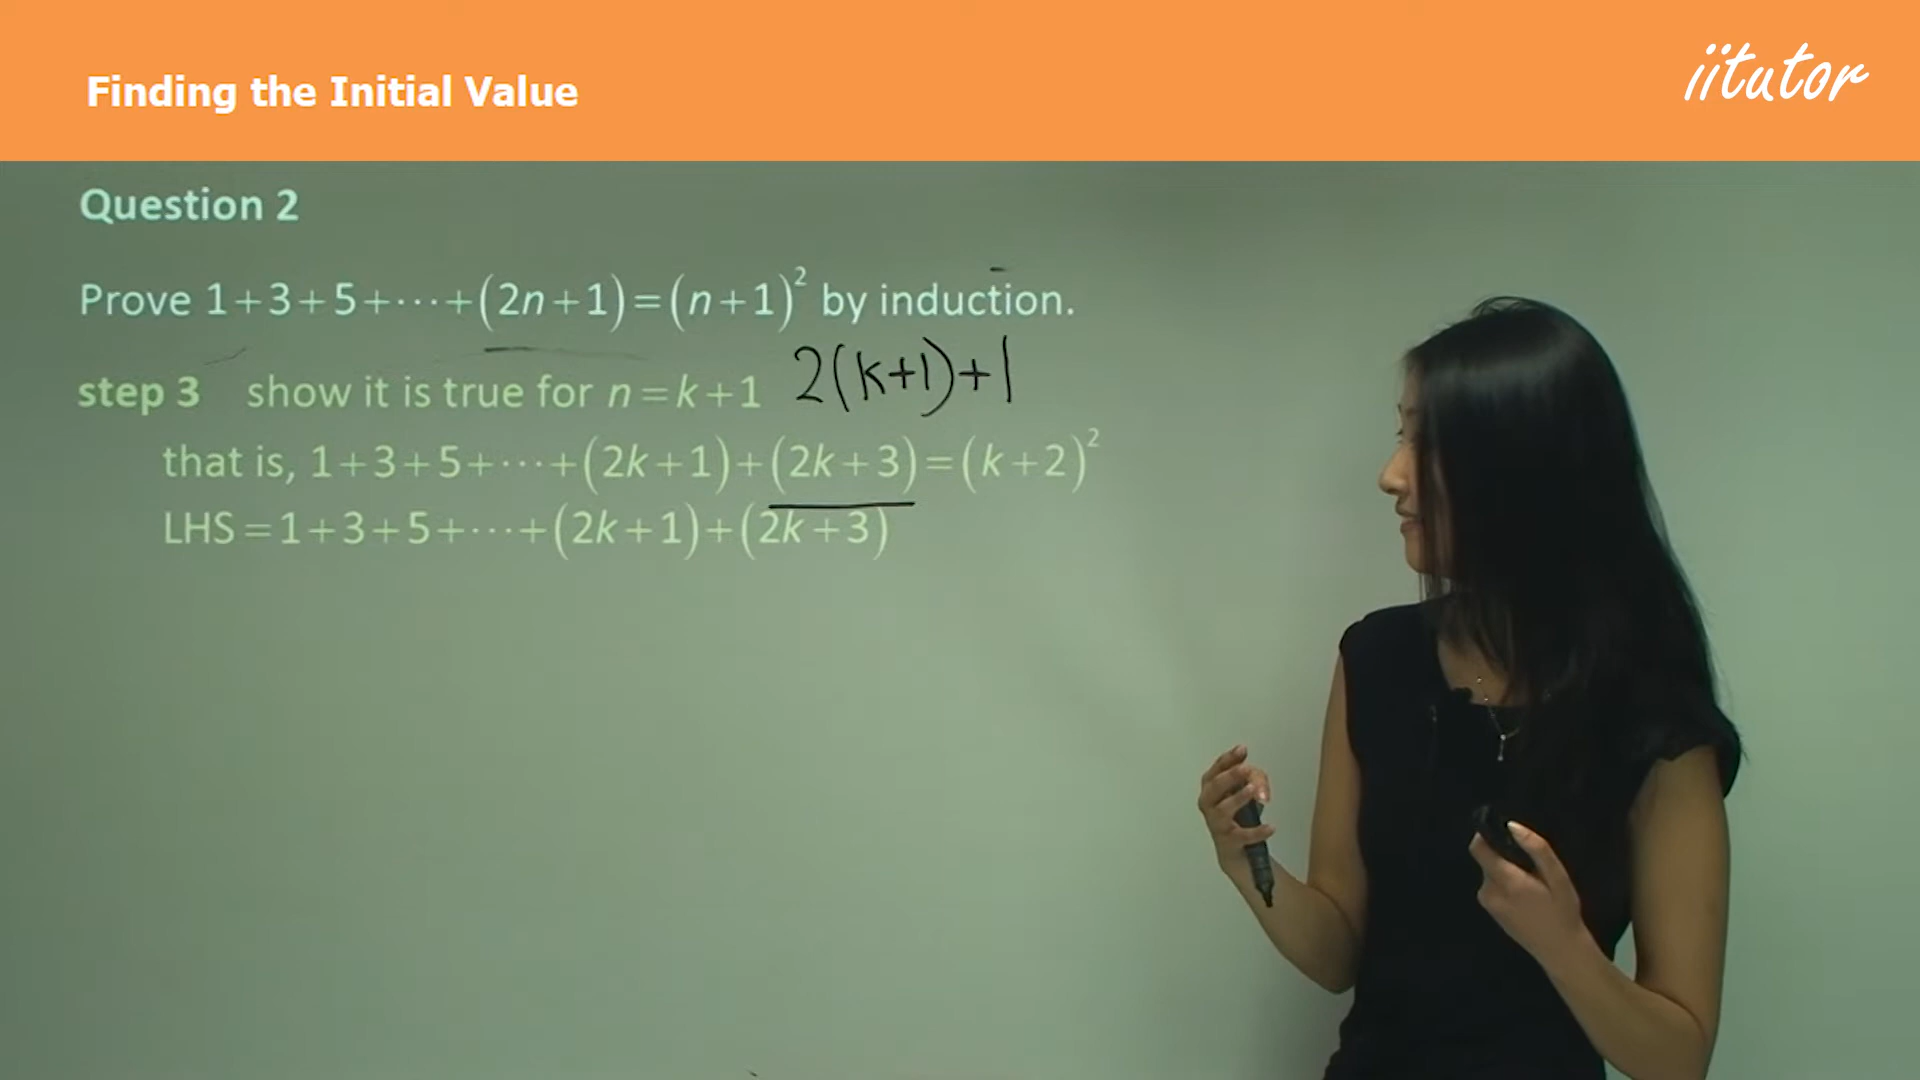 Finding the Initial Value
iitutor
Question 2
Prove 1+3+5+⋯+(2n+1)=(n+1)² by induction.
2(k+1)+1
step 3 show it is true for n=k+1
that is, 1+3+5+⋯+(2k+1)+(2k+3)=(k+2)²
LHS=1+3+5+⋯+(2k+1)+(2k+3)